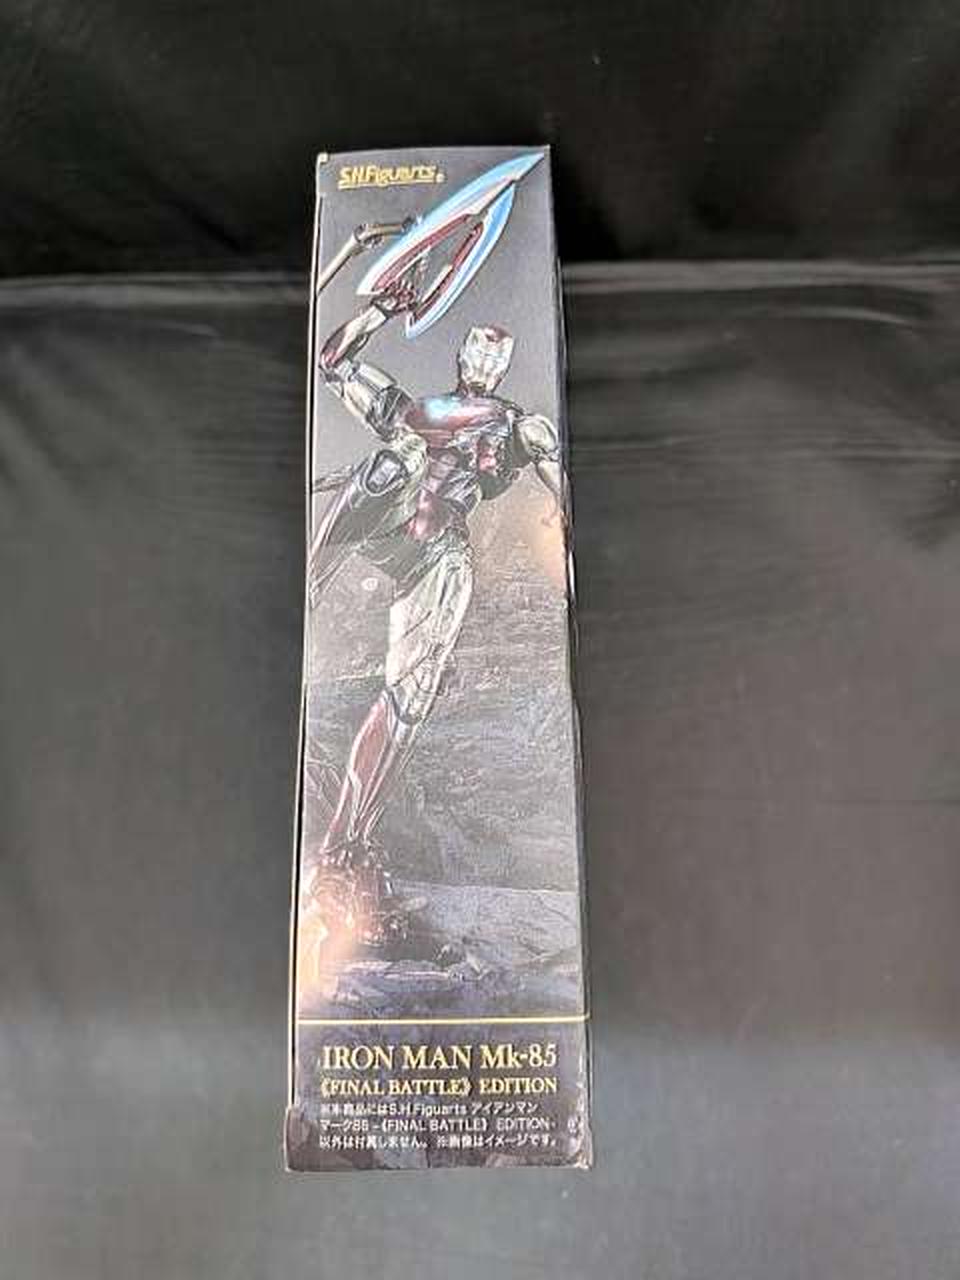 S.H.Figuarts
IRON MAN Mk-85
《FINAL BATTLE》 EDITION
※本商品にはS.H.Figuarts アイアンマン
マーク85 -《FINAL BATTLE》 EDITION-
以外は付属しません。 ※画像はイメージです。